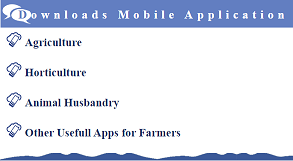 Downloads Mobile Application
Agriculture
Horticulture
Animal Husbandry
Other Usefull Apps for Farmers